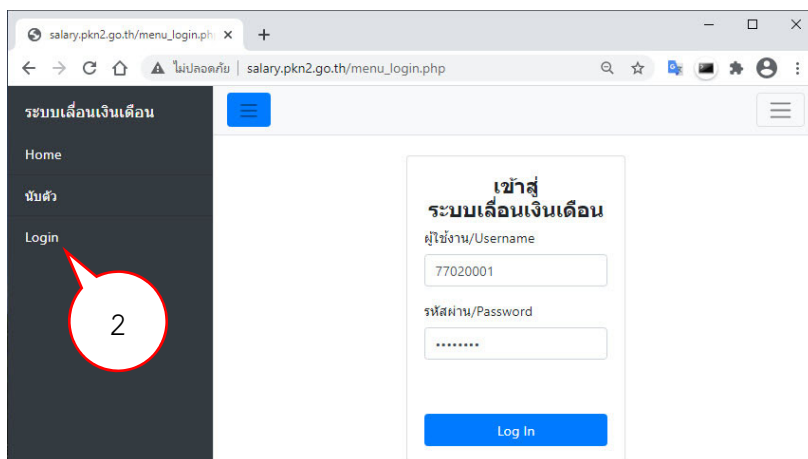 salary.pkn2.go.th/menu_login.ph
ไม่ปลอดภัย | salary.pkn2.go.th/menu_login.php
ระบบเลื่อนเงินเดือน
Home
นับตัว
Login
2
เข้าสู่
ระบบเลื่อนเงินเดือน
ผู้ใช้งาน/Username
77020001
รหัสผ่าน/Password
........
Log In